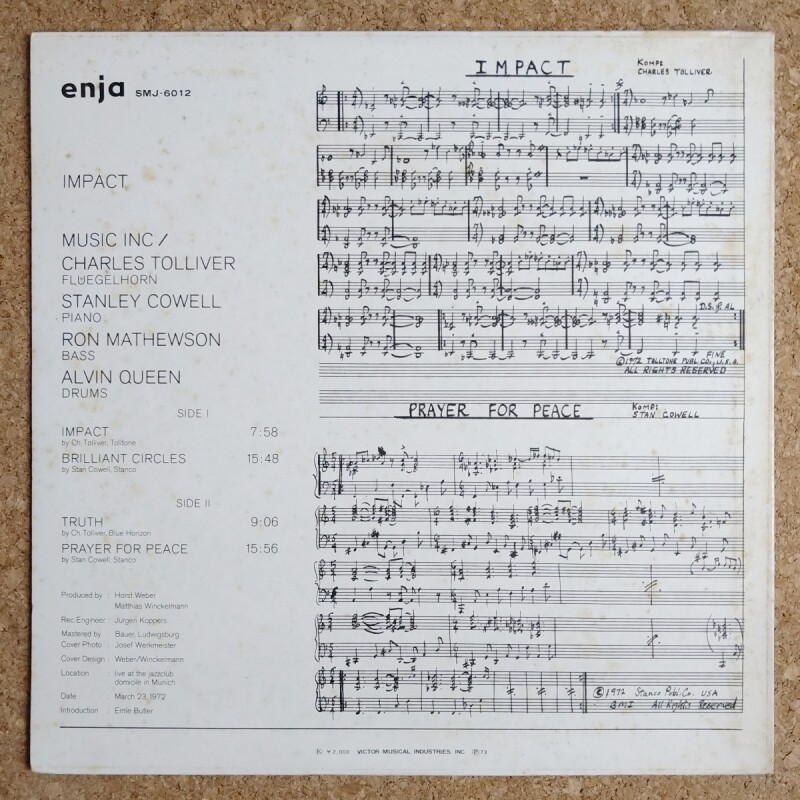 enja SMJ-6012
IMPACT
MUSIC INC /
CHARLES TOLLIVER
FLUEGELHORN
STANLEY COWELL
PIANO
RON MATHEWSON
BASS
ALVIN QUEEN
DRUMS
SIDE I
IMPACT 7:58
by Ch. Tolliver, Tolltone
BRILLIANT CIRCLES 15:48
by Stan Cowell, Stanco
SIDE II
TRUTH 9:06
by Ch. Tolliver, Blue Horizon
PRAYER FOR PEACE 15:56
by Stan Cowell, Stanco
Produced by : Horst Weber
Matthias Winckelmann
Rec. Engineer : Jürgen Koppers
Mastered by : Bauer, Ludwigsburg
Cover Photo : Josef Werkmeister
Cover Design : Weber/Winckelmann
Location : live at the jazzclub
domicile in Munich
Date : March 23, 1972
Introduction : Ernie Butler
IMPACT
KOMP:
CHARLES TOLLIVER
D.S. AL
FINE
©1972 TOLLTONE PUBL. CO., U.S.A.
ALL RIGHTS RESERVED
PRAYER FOR PEACE
KOMP:
STAN COWELL
©1972 Stanco Publ. Co. USA
BMI All Rights Reserved
¥2,000 VICTOR MUSICAL INDUSTRIES, INC. ℗73